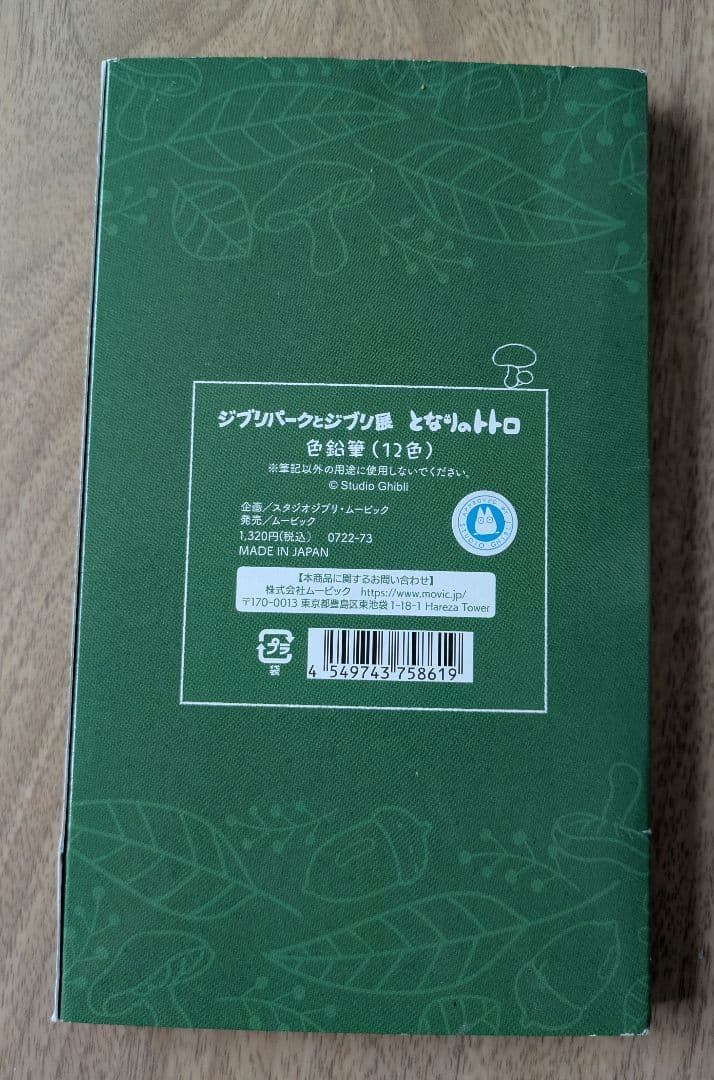 ジブリパークとジブリ展 となりのトトロ
色鉛筆(12色)
※筆記以外の用途に使用しないでください。
© Studio Ghibli
企画/スタジオジブリ・ムービック
発売/ムービック
1,320円(税込) 0722-73
MADE IN JAPAN
APPROVED BY
STUDIO GHIBLI
【本商品に関するお問い合わせ】
株式会社ムービック https://www.movic.jp/
〒170-0013 東京都豊島区東池袋1-18-1 Hareza Tower
プラ
袋
4 549743 758619